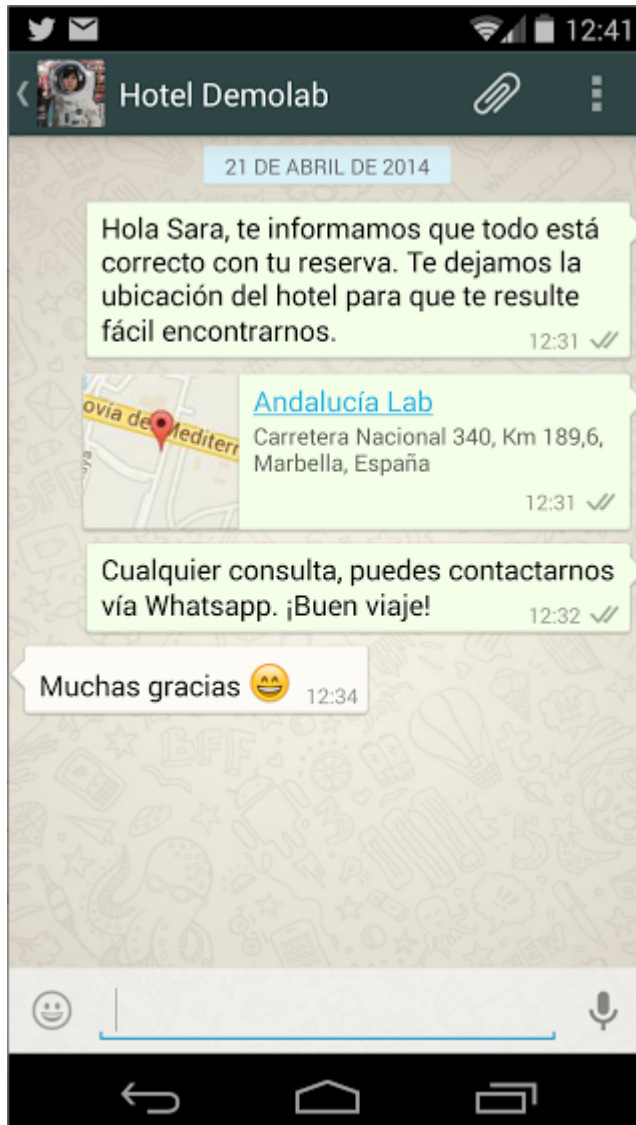 12:41
Hotel Demolab
21 DE ABRIL DE 2014
Hola Sara, te informamos que todo está
correcto con tu reserva. Te dejamos la
ubicación del hotel para que te resulte
fácil encontrarnos.
12:31
ovia de Mediterr
Andalucía Lab
Carretera Nacional 340, Km 189,6,
Marbella, España
12:31
Cualquier consulta, puedes contactarnos
vía Whatsapp. ¡Buen viaje!
12:32
Muchas gracias 😄
12:34